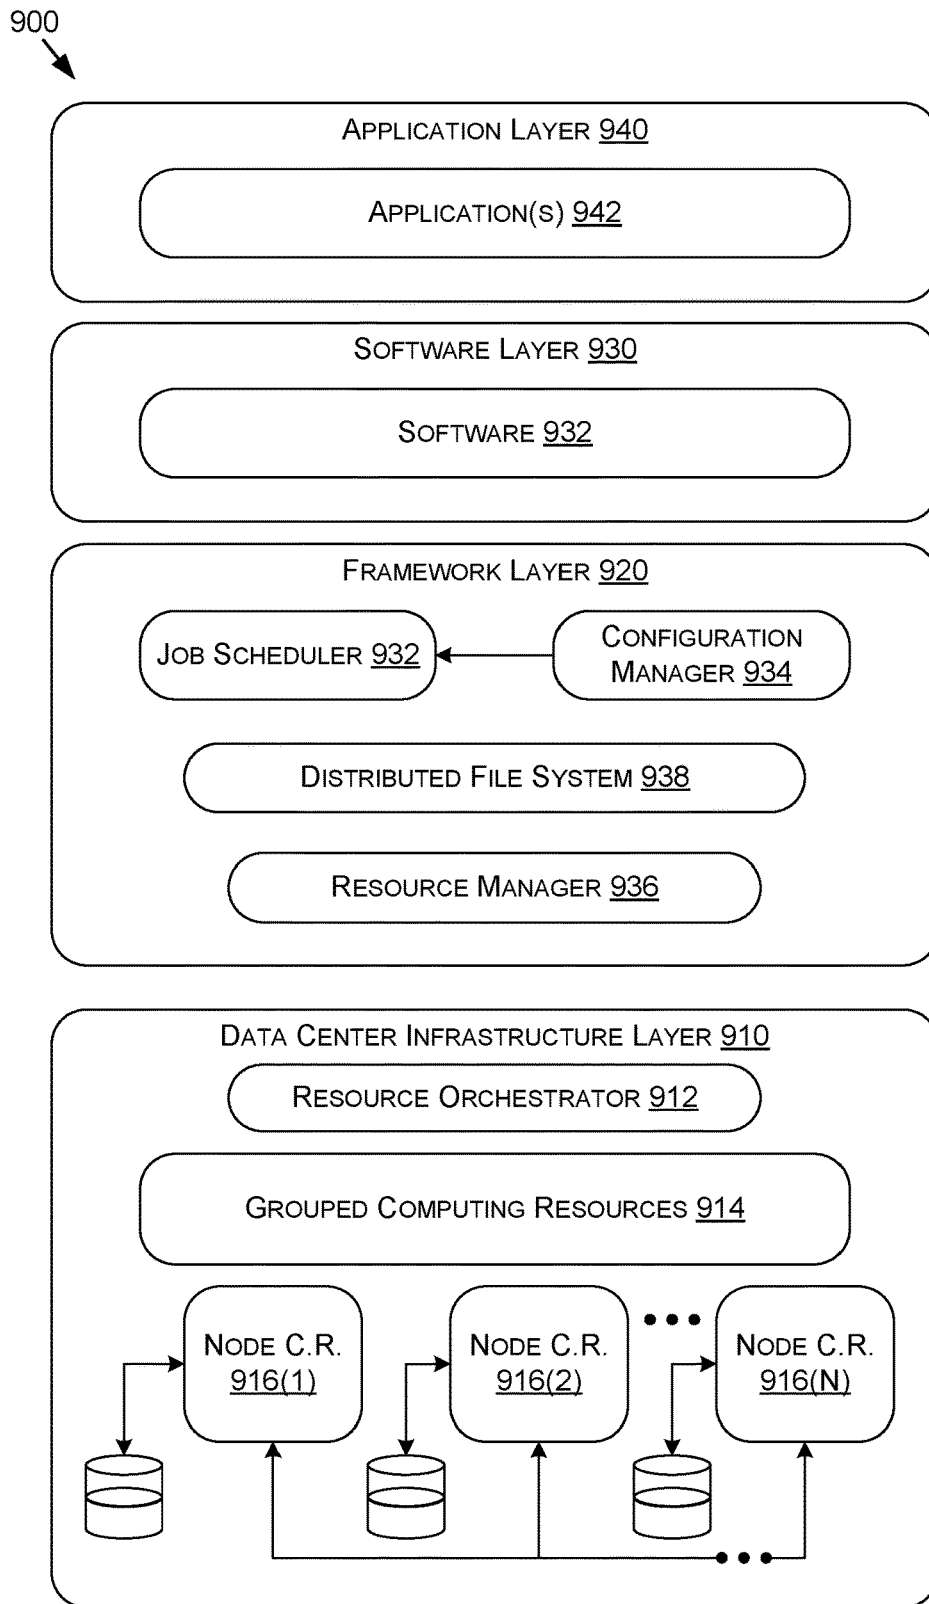 900
APPLICATION LAYER 940
APPLICATION(S) 942
SOFTWARE LAYER 930
SOFTWARE 932
FRAMEWORK LAYER 920
JOB SCHEDULER 932
CONFIGURATION
MANAGER 934
DISTRIBUTED FILE SYSTEM 938
RESOURCE MANAGER 936
DATA CENTER INFRASTRUCTURE LAYER 910
RESOURCE ORCHESTRATOR 912
GROUPED COMPUTING RESOURCES 914
NODE C.R.
916(1)
NODE C.R.
916(2)
NODE C.R.
916(N)